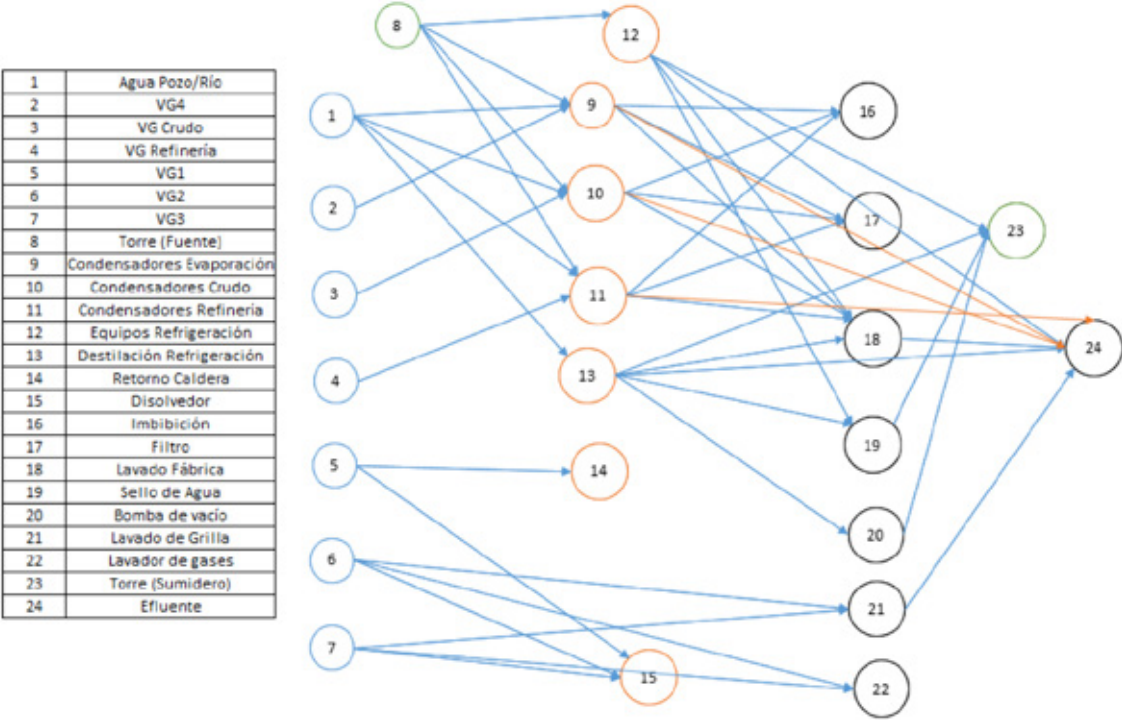 1 Agua Pozo/Río
2 VG4
3 VG Crudo
4 VG Refinería
5 VG1
6 VG2
7 VG3
8 Torre (Fuente)
9 Condensadores Evaporación
10 Condensadores Crudo
11 Condensadores Refinería
12 Equipos Refrigeración
13 Destilación Refrigeración
14 Retorno Caldera
15 Disolvedor
16 Imbibición
17 Filtro
18 Lavado Fábrica
19 Sello de Agua
20 Bomba de vacío
21 Lavado de Grilla
22 Lavador de gases
23 Torre (Sumidero)
24 Efluente
8
12
1
9
16
2
10
17
23
3
11
18
24
4
13
19
5
14
6
20
21
7
15
22